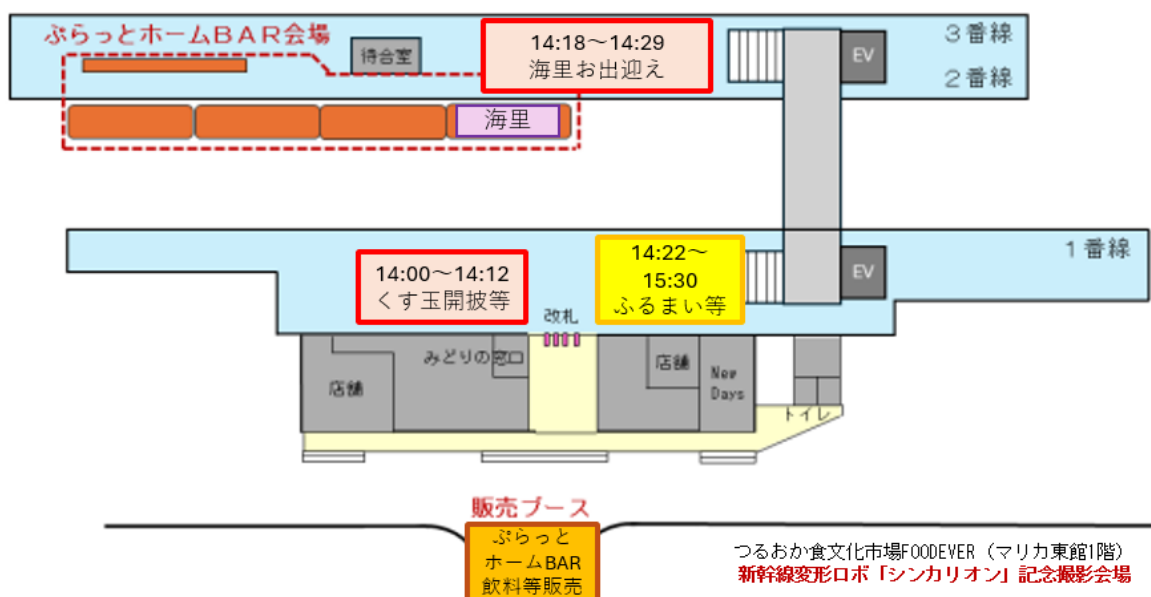 ぷらっとホームBAR会場
待合室
14:18～14:29
海里お出迎え
EV
3番線
2番線
海里
14:00～14:12
くす玉開披等
14:22～
15:30
ふるまい等
EV
1番線
改札
みどりの窓口
店舗
店舗
New
Days
トイレ
販売ブース
ぷらっと
ホームBAR
飲料等販売
つるおか食文化市場FOODEVER（マリカ東館1階）
新幹線変形ロボ「シンカリオン」記念撮影会場